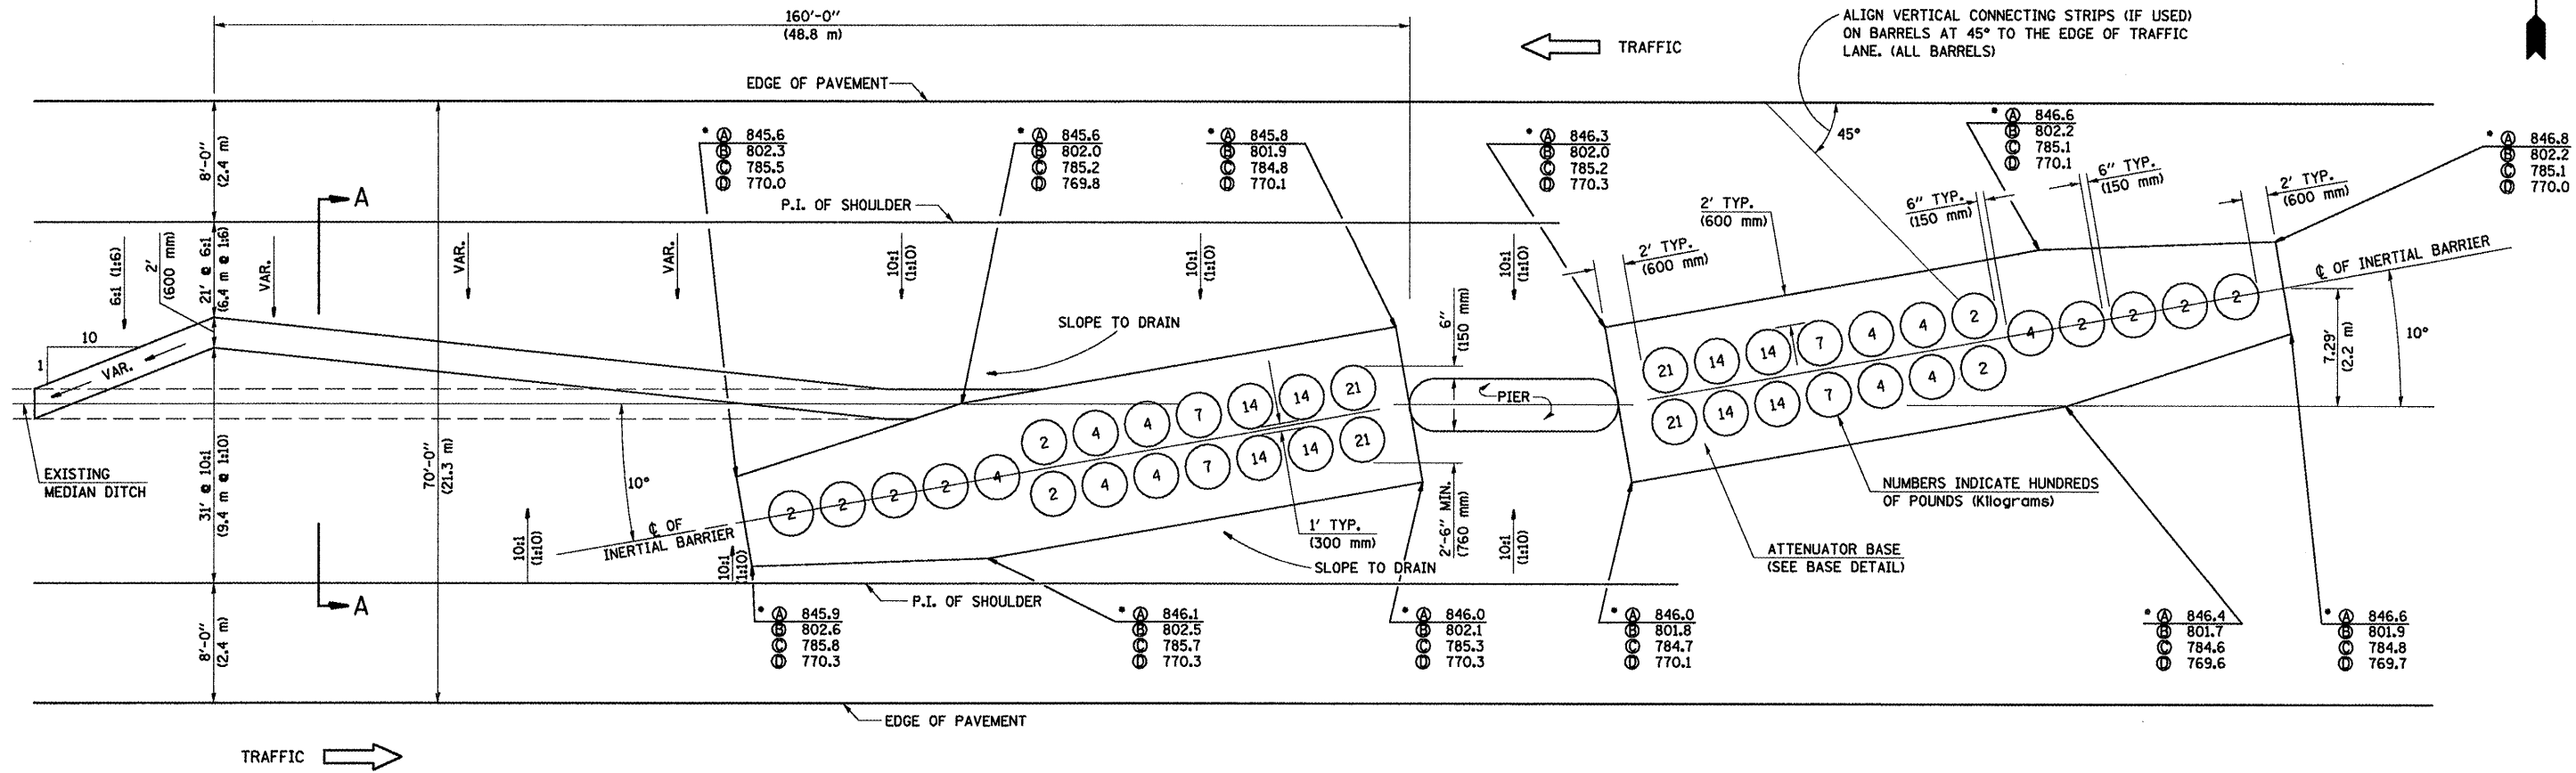 160'-0"
(48.8 m)
TRAFFIC
ALIGN VERTICAL CONNECTING STRIPS (IF USED)
ON BARRELS AT 45° TO THE EDGE OF TRAFFIC
LANE. (ALL BARRELS)
EDGE OF PAVEMENT
8'-0"
(2.4 m)
A
* Ⓐ 845.6
Ⓑ 802.3
Ⓒ 785.5
Ⓓ 770.0
* Ⓐ 845.6
Ⓑ 802.0
Ⓒ 785.2
Ⓓ 769.8
* Ⓐ 845.8
Ⓑ 801.9
Ⓒ 784.8
Ⓓ 770.1
* Ⓐ 846.3
Ⓑ 802.0
Ⓒ 785.2
Ⓓ 770.3
45°
* Ⓐ 846.6
Ⓑ 802.2
Ⓒ 785.1
Ⓓ 770.1
* Ⓐ 846.8
Ⓑ 802.2
Ⓒ 785.1
Ⓓ 770.0
P.I. OF SHOULDER
2' TYP.
(600 mm)
6" TYP.
(150 mm)
6" TYP.
(150 mm)
2' TYP.
(600 mm)
2' TYP.
(600 mm)
6:1 (1:6)
2'
(600 mm)
21' @ 6:1
(6.4 m @ 1:6)
VAR.
VAR.
VAR.
10:1
(1:10)
10:1
(1:10)
10:1
(1:10)
℄ OF INERTIAL BARRIER
10
1
VAR.
SLOPE TO DRAIN
6"
(150 mm)
PIER
7.29'
(2.2 m)
10°
21 14 14 7 4 4 2 4 2 2 2 2
21 14 14 7 4 4 2
2 4 4 7 14 14 21
2 2 2 2 4 2 4 4 7 14 14 21
EXISTING
MEDIAN DITCH
31' @ 10:1
(9.4 m @ 1:10)
70'-0"
(21.3 m)
10°
℄ OF
INERTIAL BARRIER
10:1
(1:10)
10:1
(1:10)
1' TYP.
(300 mm)
2'-6" MIN.
(760 mm)
10:1
(1:10)
NUMBERS INDICATE HUNDREDS
OF POUNDS (Kilograms)
ATTENUATOR BASE
(SEE BASE DETAIL)
SLOPE TO DRAIN
A
P.I. OF SHOULDER
8'-0"
(2.4 m)
* Ⓐ 845.9
Ⓑ 802.6
Ⓒ 785.8
Ⓓ 770.3
* Ⓐ 846.1
Ⓑ 802.5
Ⓒ 785.7
Ⓓ 770.3
* Ⓐ 846.0
Ⓑ 802.1
Ⓒ 785.3
Ⓓ 770.3
* Ⓐ 846.0
Ⓑ 801.8
Ⓒ 784.7
Ⓓ 770.1
* Ⓐ 846.4
Ⓑ 801.7
Ⓒ 784.6
Ⓓ 769.6
* Ⓐ 846.6
Ⓑ 801.9
Ⓒ 784.8
Ⓓ 769.7
EDGE OF PAVEMENT
TRAFFIC